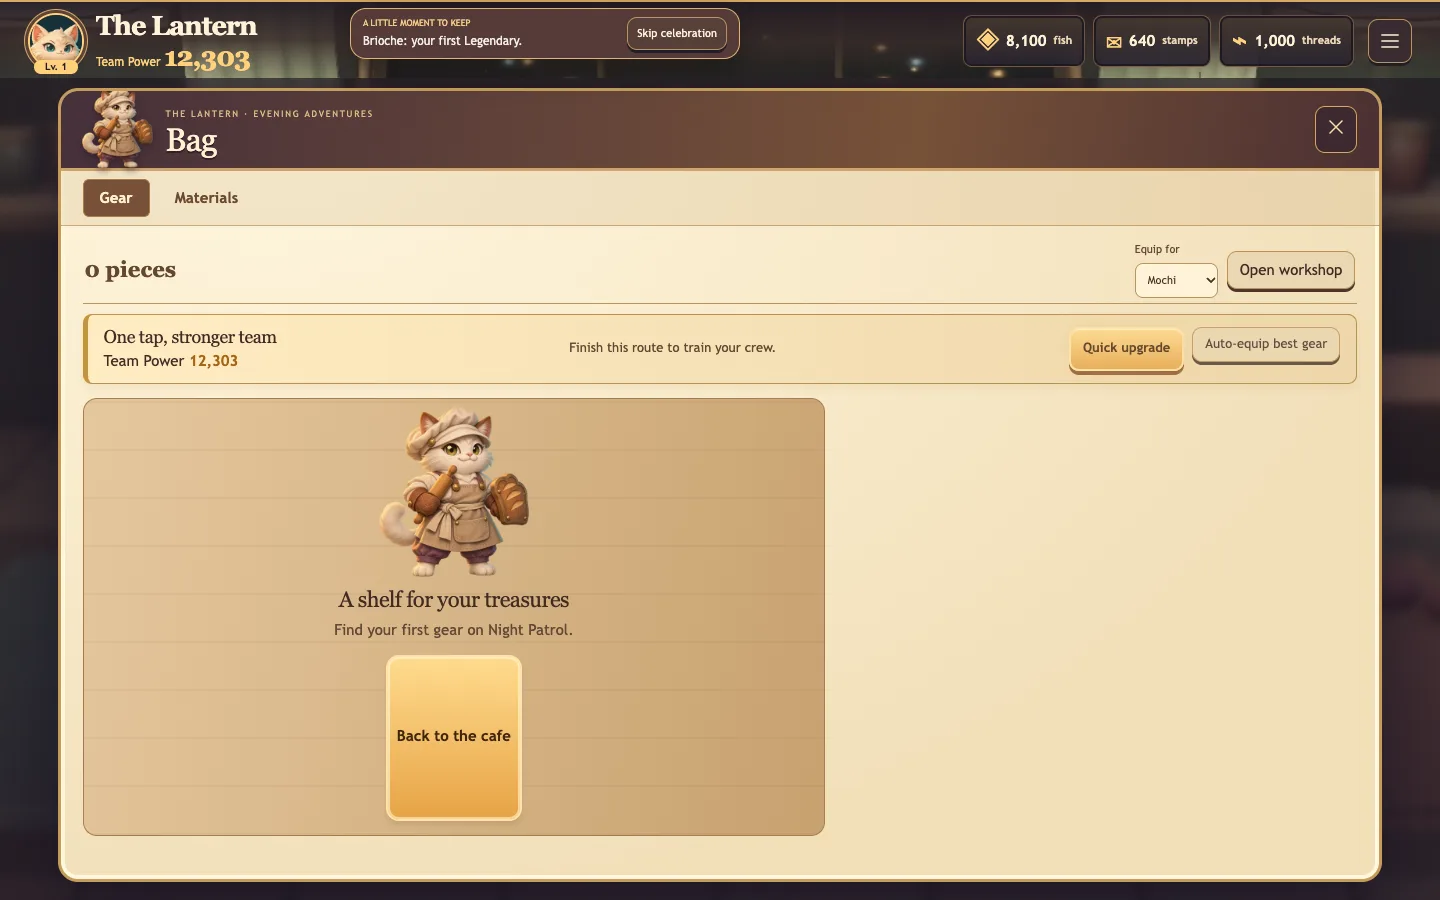 The Lantern
Team Power 12,303
Lv. 1
A LITTLE MOMENT TO KEEP
Brioche: your first Legendary.
Skip celebration
8,100 fish
640 stamps
1,000 threads
THE LANTERN · EVENING ADVENTURES
Bag
Gear
Materials
0 pieces
Equip for
Mochi
Open workshop
One tap, stronger team
Team Power 12,303
Finish this route to train your crew.
Quick upgrade
Auto-equip best gear
A shelf for your treasures
Find your first gear on Night Patrol.
Back to the cafe